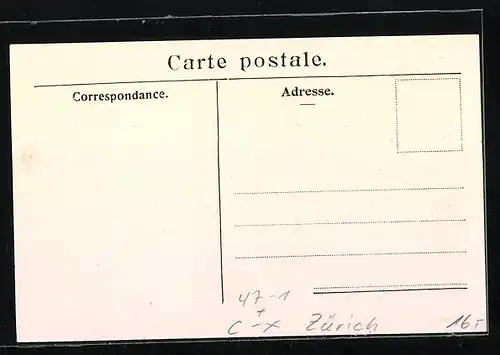 Carte postale.
Correspondance.
Adresse.
47-1
+
C-X Zürich 16.-